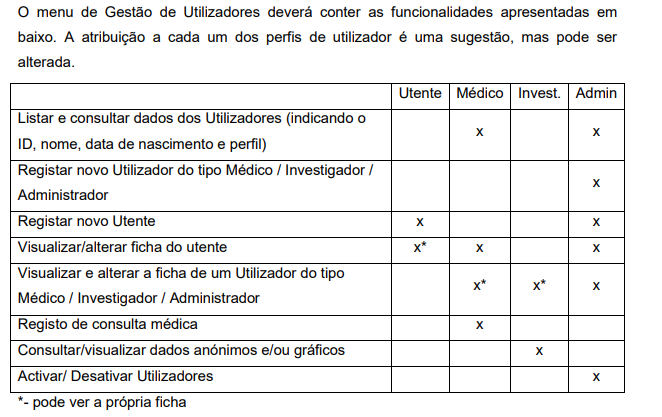 O menu de Gestão de Utilizadores deverá conter as funcionalidades apresentadas em
baixo. A atribuição a cada um dos perfis de utilizador é uma sugestão, mas pode ser
alterada.
Utente Médico Invest. Admin
Listar e consultar dados dos Utilizadores (indicando o
ID, nome, data de nascimento e perfil) x x
Registar novo Utilizador do tipo Médico / Investigador /
Administrador x
Registar novo Utente x x
Visualizar/alterar ficha do utente x* x x
Visualizar e alterar a ficha de um Utilizador do tipo
Médico / Investigador / Administrador x* x* x
Registo de consulta médica x
Consultar/visualizar dados anónimos e/ou gráficos x
Activar/ Desativar Utilizadores x
*- pode ver a própria ficha